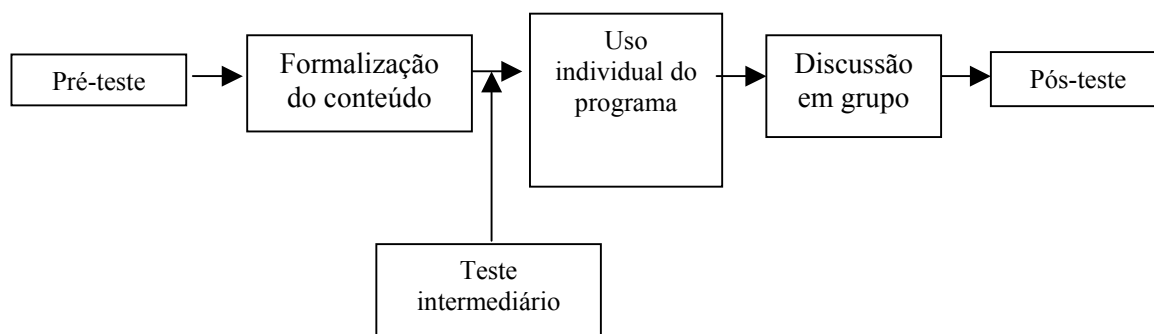 Pré-teste
Formalização
do conteúdo
Uso
individual do
programa
Discussão
em grupo
Pós-teste
Teste
intermediário